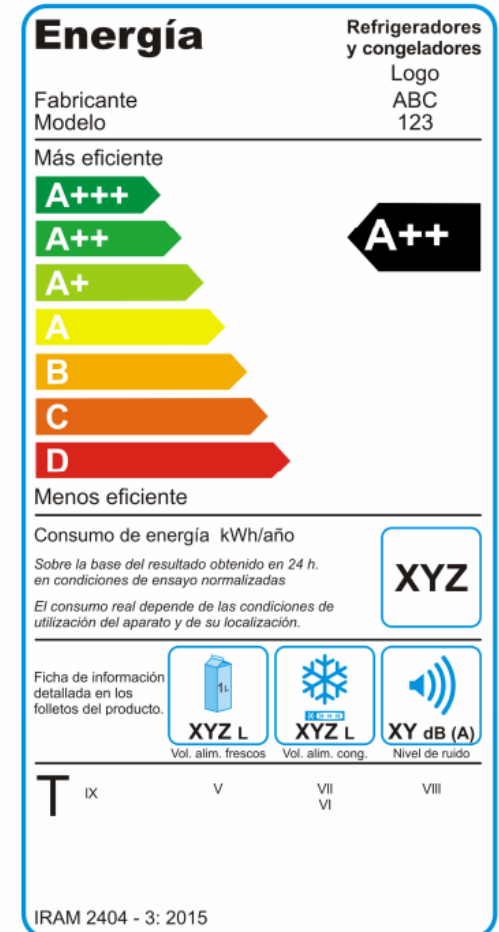 Energía
Refrigeradores
y congeladores
Logo
Fabricante ABC
Modelo 123
Más eficiente
A+++
A++ A++
A+
A
B
C
D
Menos eficiente
Consumo de energía kWh/año
Sobre la base del resultado obtenido en 24 h.
en condiciones de ensayo normalizadas
XYZ
El consumo real depende de las condiciones de
utilización del aparato y de su localización.
Ficha de información
detallada en los
folletos del producto.
1L
XYZ L XYZ L XY dB (A)
Vol. alim. frescos Vol. alim. cong. Nivel de ruido
T IX V VII VIII
VI
IRAM 2404 - 3: 2015